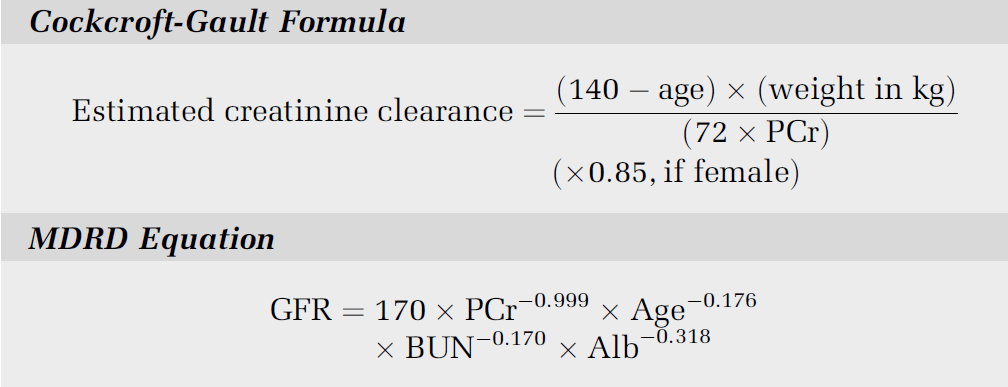 Cockcroft-Gault Formula
Estimated creatinine clearance = (140 − age) × (weight in kg)
(72 × PCr)
(×0.85, if female)
MDRD Equation
GFR = 170 × PCr^−0.999 × Age^−0.176
× BUN^−0.170 × Alb^−0.318